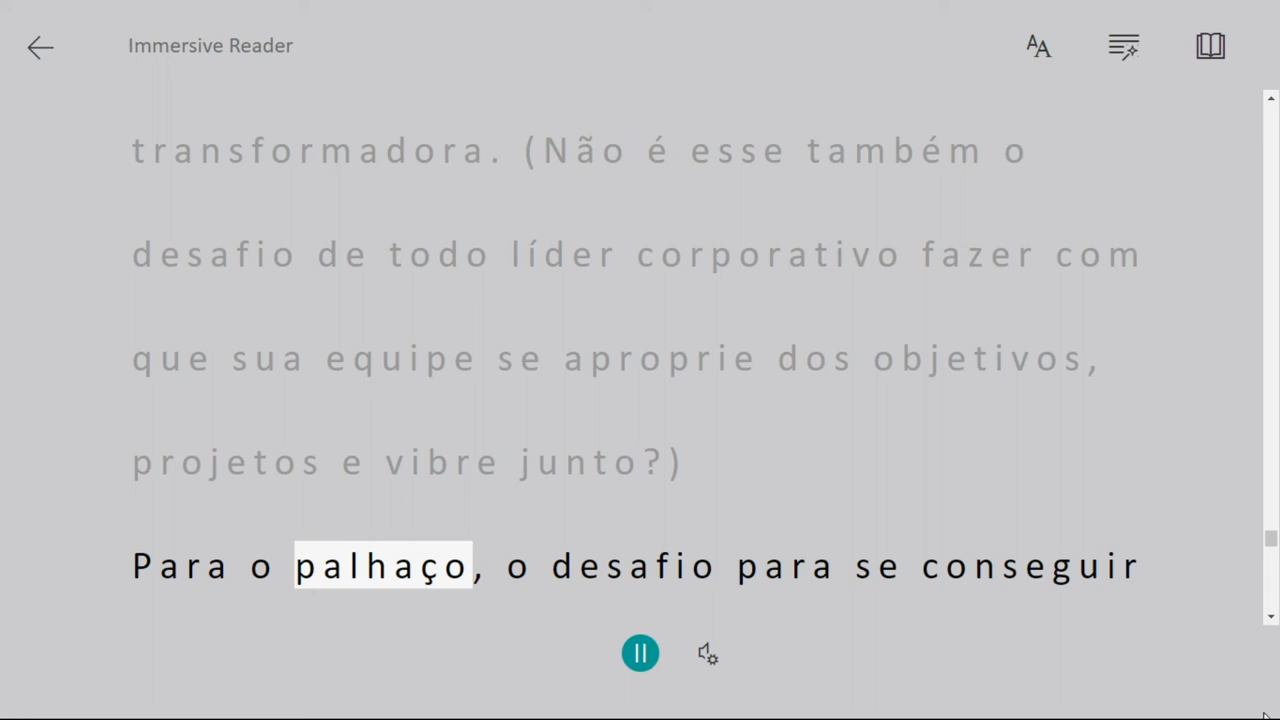 Immersive Reader
transformadora. (Não é esse também o
desafio de todo líder corporativo fazer com
que sua equipe se aproprie dos objetivos,
projetos e vibre junto?)
Para o palhaço, o desafio para se conseguir